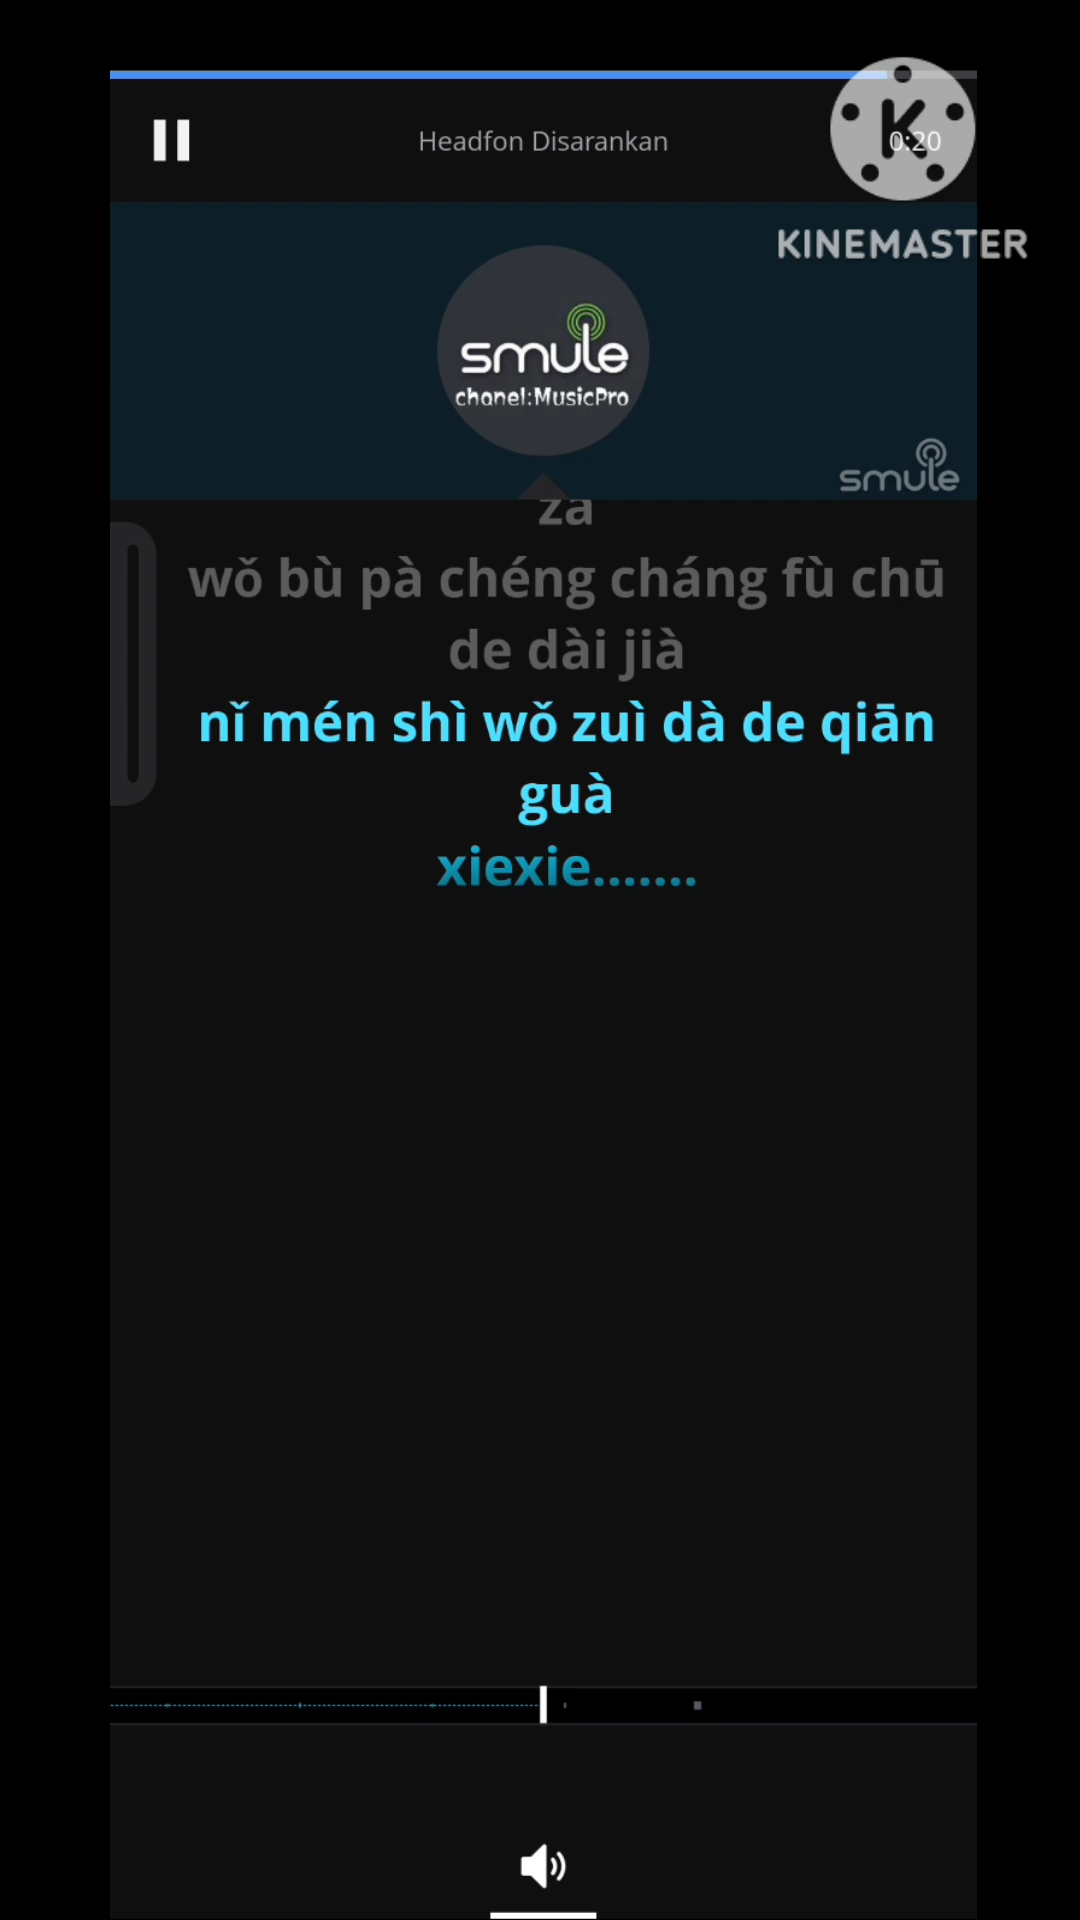 Headfon Disarankan
0:20
KINEMASTER
smule
chanel:MusicPro
smule
za
wǒ bù pà chéng cháng fù chū
de dài jià
nǐ mén shì wǒ zuì dà de qiān
guà
xiexie.......